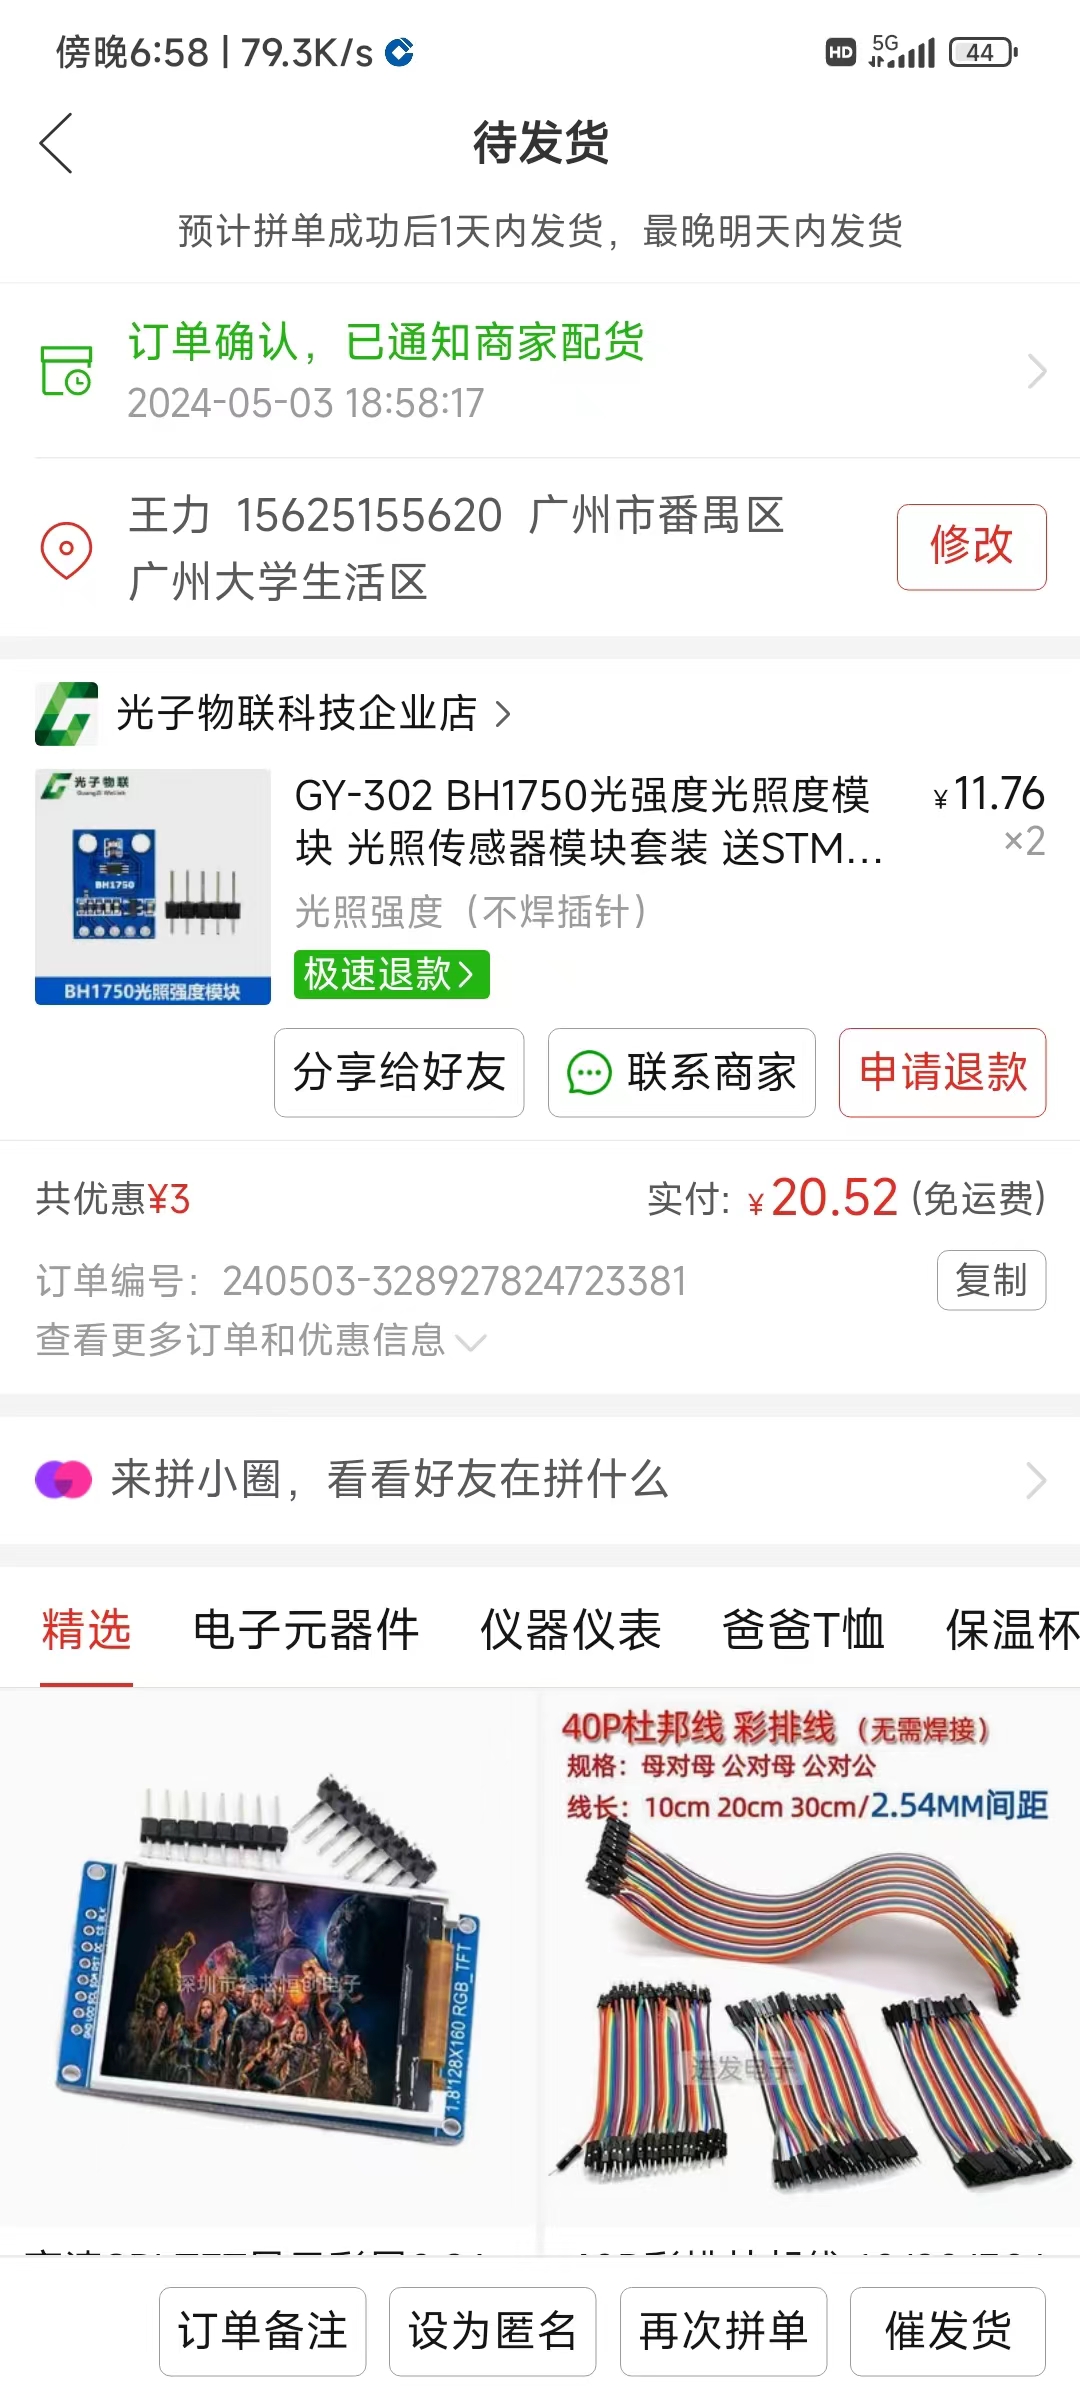 傍晚6:58 | 79.3K/s
HD 5G 44
待发货
预计拼单成功后1天内发货，最晚明天内发货
订单确认，已通知商家配货
2024-05-03 18:58:17
王力 15625155620 广州市番禺区
广州大学生活区
修改
光子物联科技企业店
光子物联
GuangZi WuLian
BH1750
BH1750光照强度模块
GY-302 BH1750光强度光照度模
块 光照传感器模块套装 送STM...
¥11.76
×2
光照强度（不焊插针）
极速退款
分享给好友
联系商家
申请退款
共优惠¥3
实付: ¥20.52 (免运费)
订单编号：240503-328927824723381
复制
查看更多订单和优惠信息
来拼小圈，看看好友在拼什么
精选 电子元器件 仪器仪表 爸爸T恤 保温杯
深圳市睿芯恒创电子
1.8'128X160 RGB_TFT
40P杜邦线 彩排线（无需焊接）
规格：母对母 公对母 公对公
线长：10cm 20cm 30cm/2.54MM间距
送发电子
订单备注
设为匿名
再次拼单
催发货